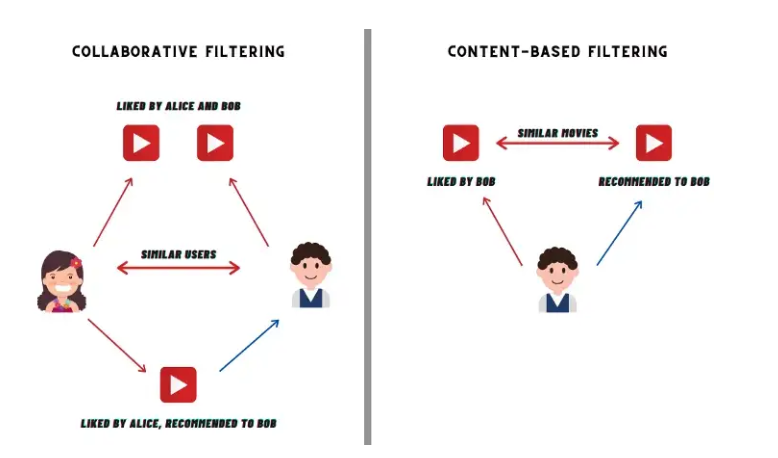 COLLABORATIVE FILTERING
LIKED BY ALICE AND BOB
SIMILAR USERS
LIKED BY ALICE, RECOMMENDED TO BOB
CONTENT-BASED FILTERING
SIMILAR MOVIES
LIKED BY BOB
RECOMMENDED TO BOB